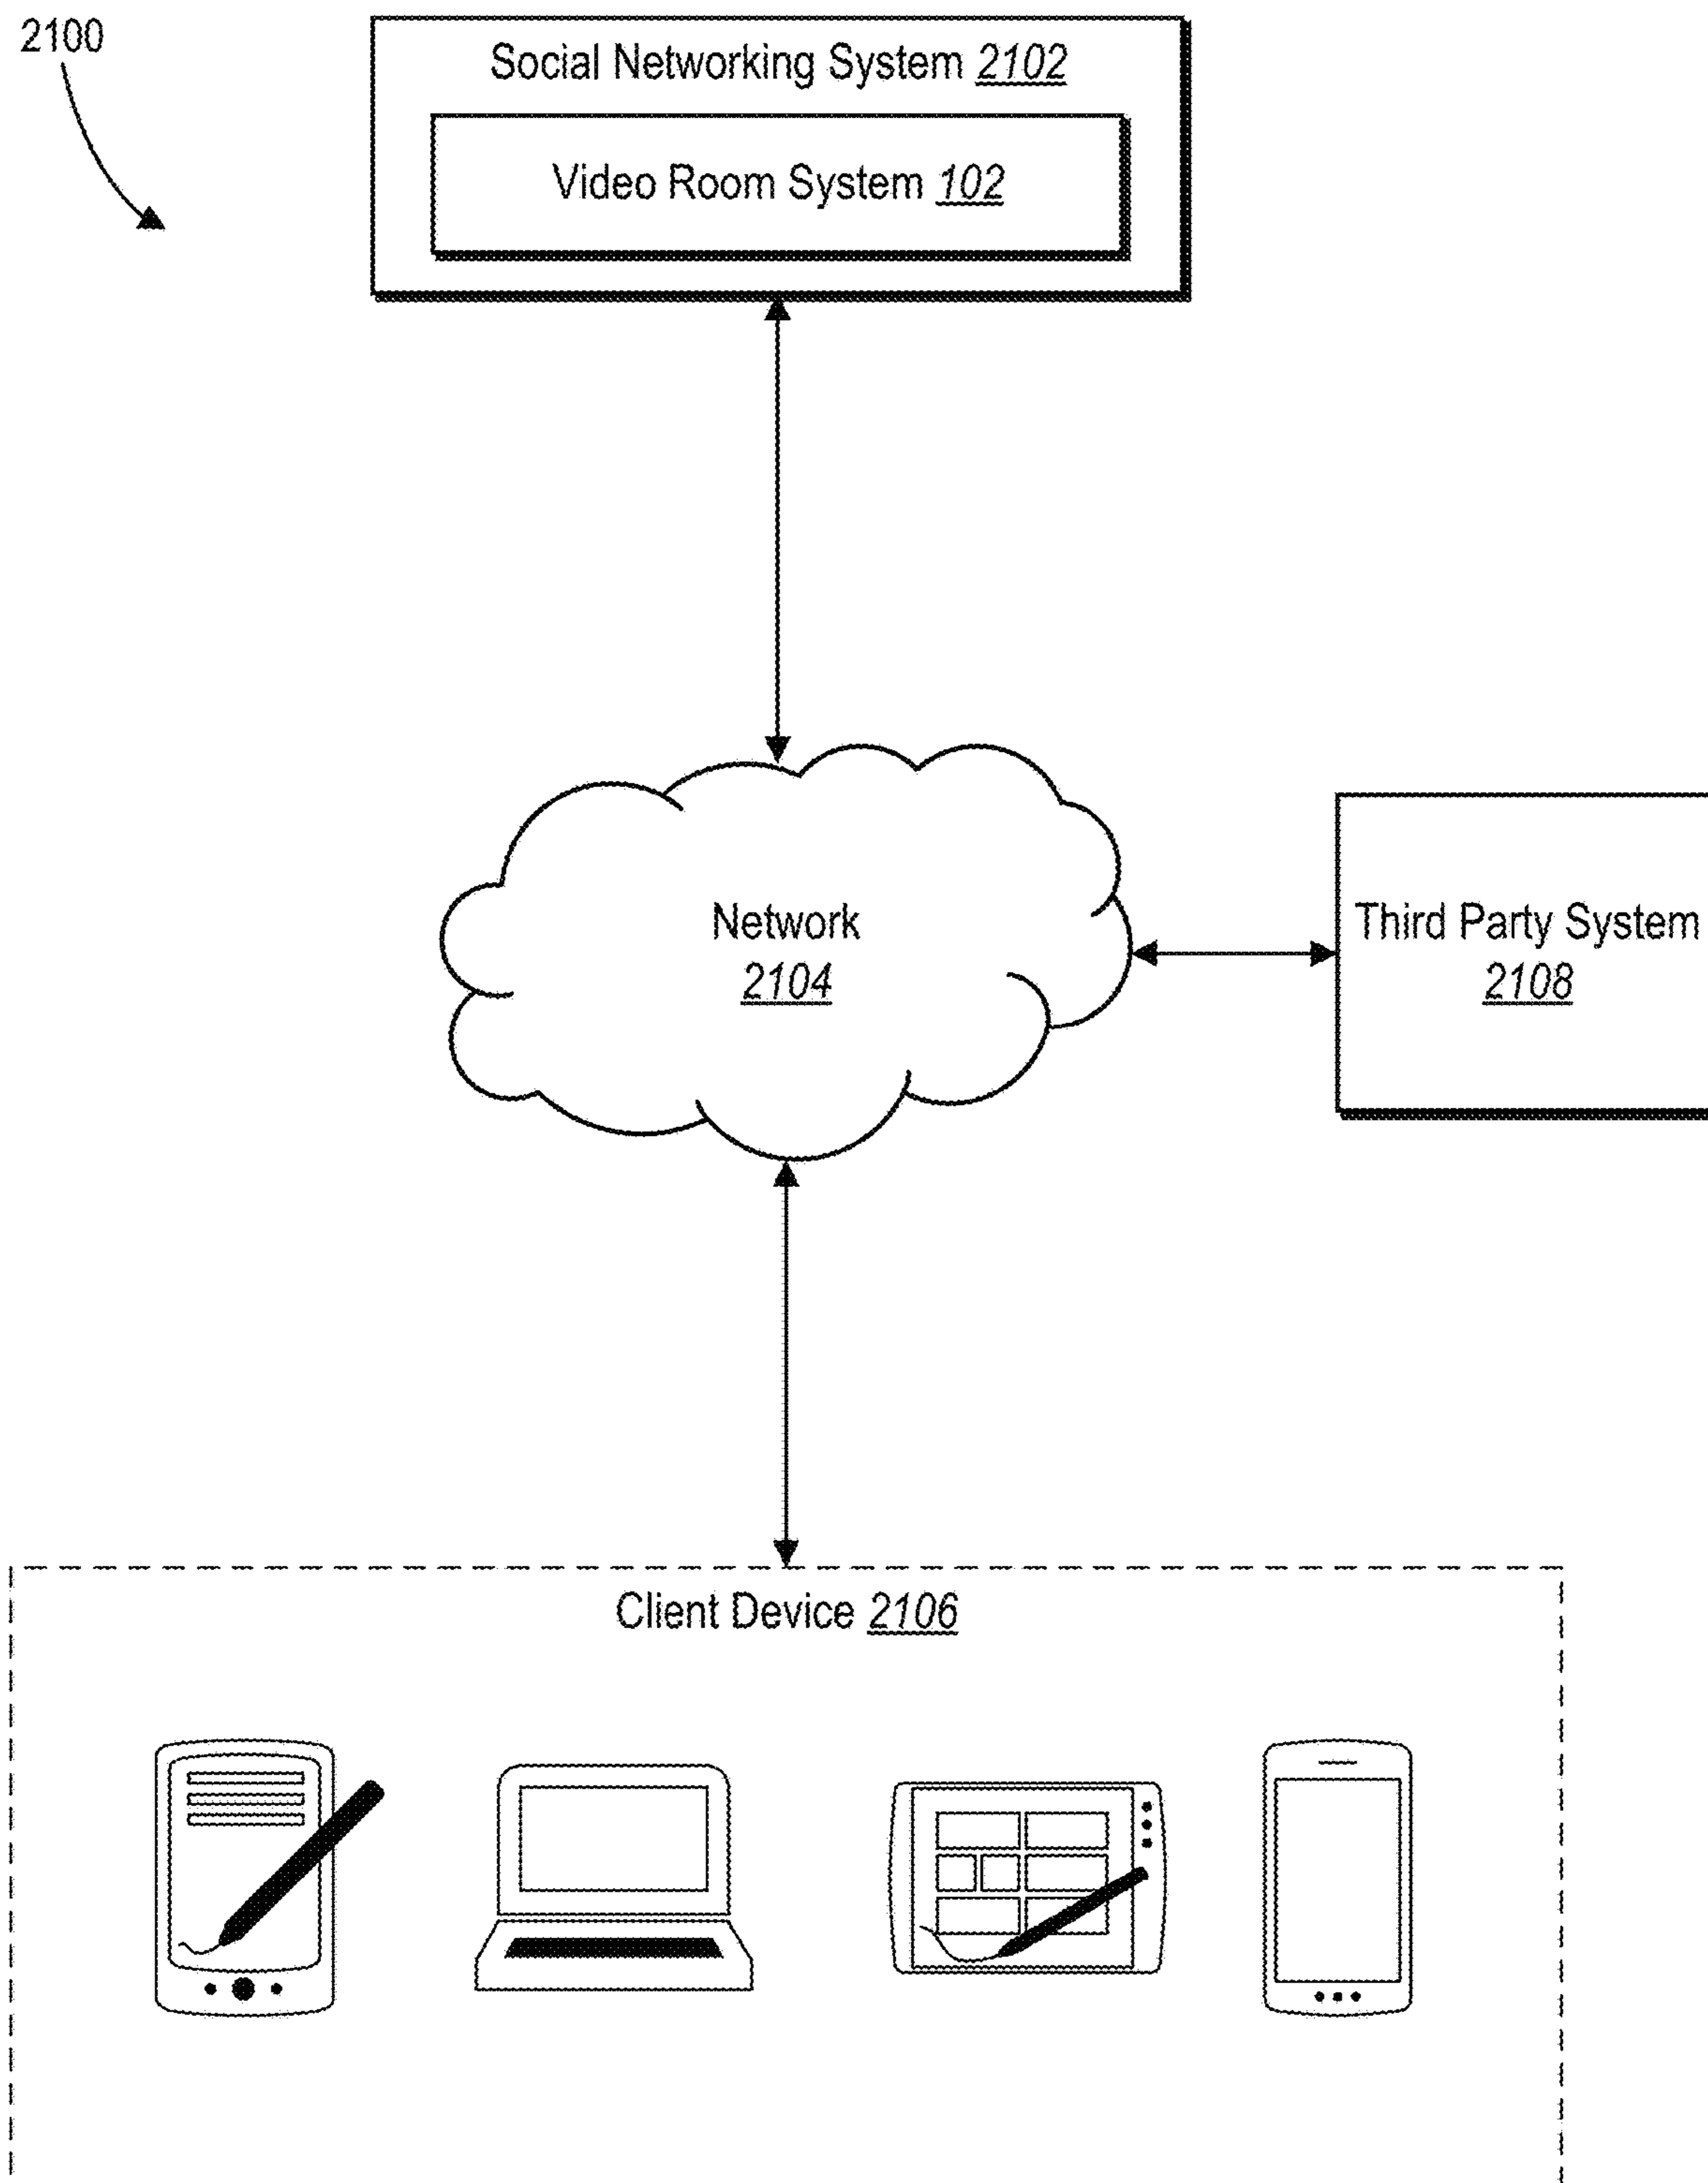 2100
Social Networking System 2102
Video Room System 102
Network
2104
Third Party System
2108
Client Device 2106